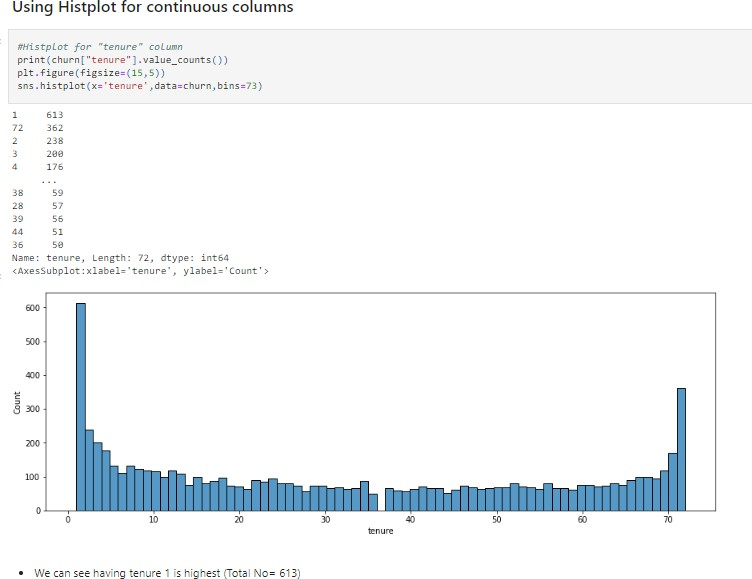 Using Histplot for continuous columns
#Histplot for "tenure" column
print(churn["tenure"].value_counts())
plt.figure(figsize=(15,5))
sns.histplot(x='tenure',data=churn,bins=73)
1 613
72 362
2 238
3 200
4 176
...
38 59
28 57
39 56
44 51
36 50
Name: tenure, Length: 72, dtype: int64
<AxesSubplot:xlabel='tenure', ylabel='Count'>
600
500
400
300
200
100
0
Count
0 10 20 30 40 50 60 70
tenure
• We can see having tenure 1 is highest (Total No= 613)